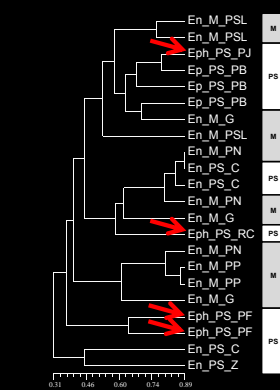 En_M_PSL
En_M_PSL M
Eph_PS_PJ
Ep_PS_PB PS
Ep_PS_PB
Ep_PS_PB
En_M_G
En_M_PSL M
En_M_PN
En_PS_C PS
En_PS_C
En_M_PN M
En_M_G
Eph_PS_RC PS
En_M_PN
En_M_PP M
En_M_PP
En_M_G
Eph_PS_PF
Eph_PS_PF PS
En_PS_C
En_PS_Z
0.31 0.46 0.60 0.74 0.89